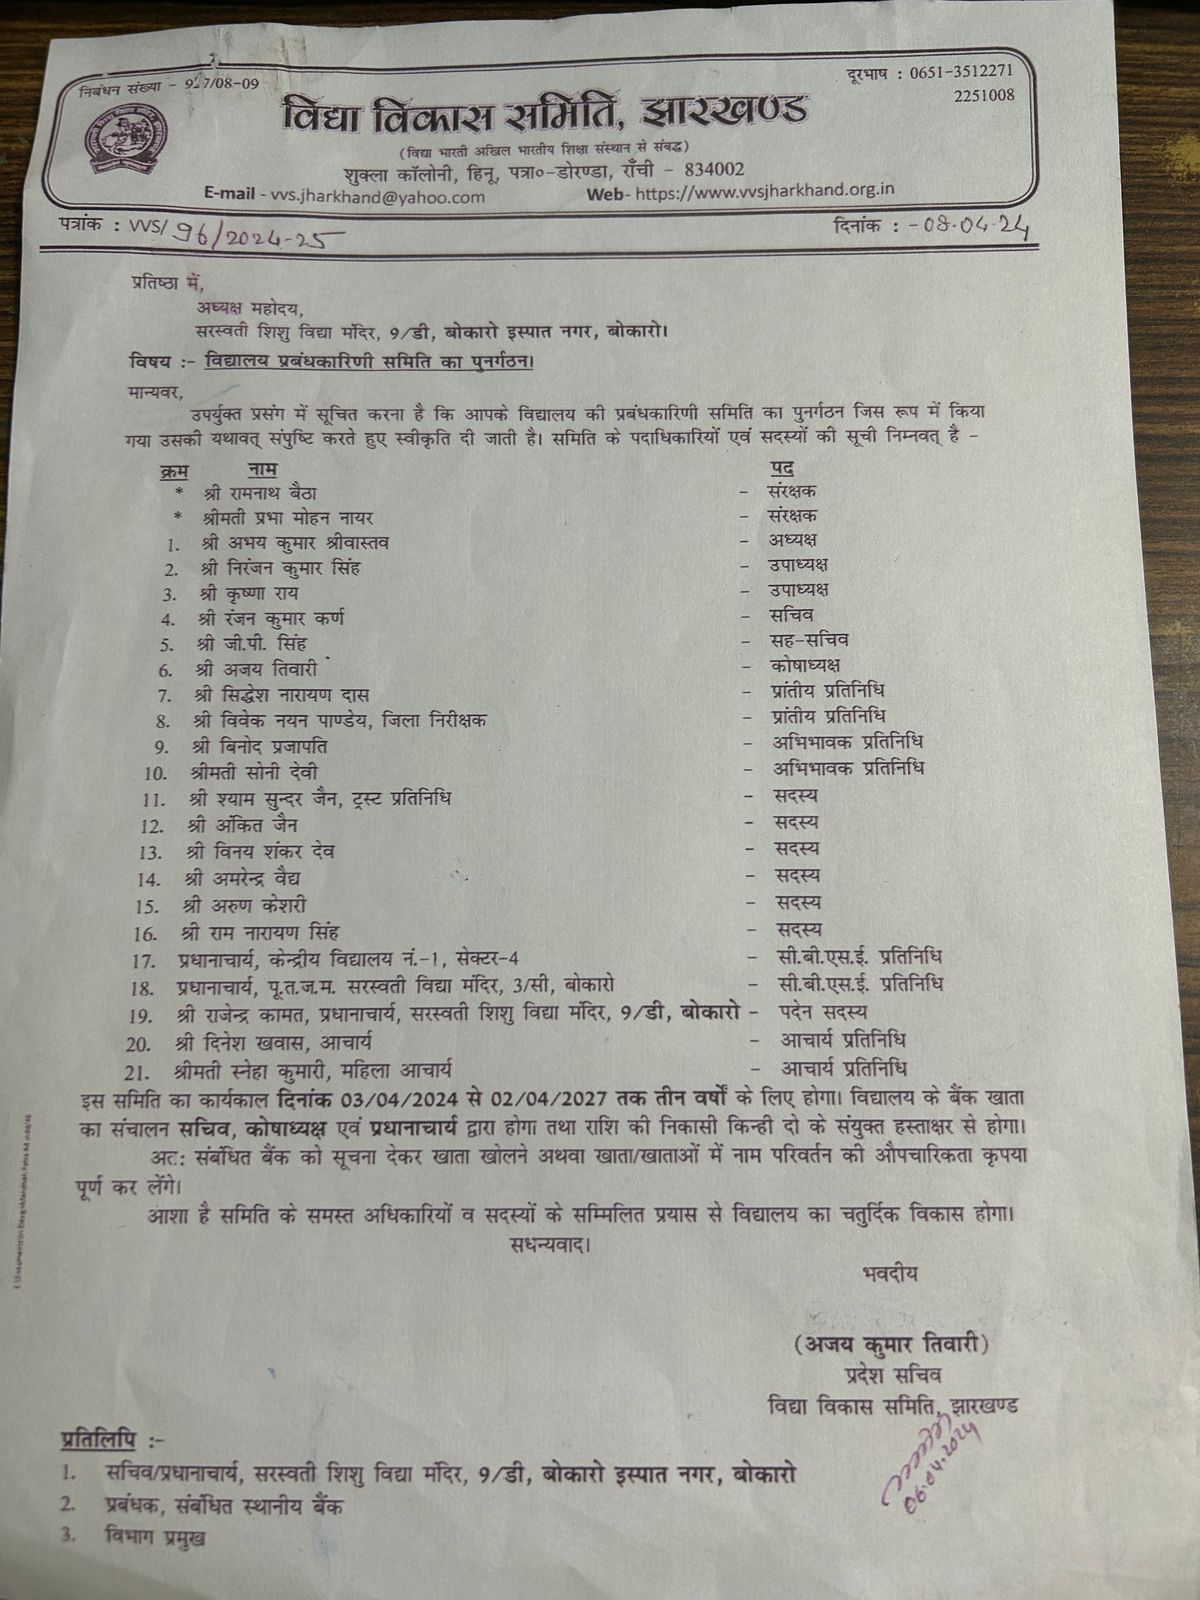 निबंधन संख्या – 927/08-09
दूरभाष : 0651-3512271
2251008
विद्या विकास समिति, झारखण्ड
(विद्या भारती अखिल भारतीय शिक्षा संस्थान से संबद्ध)
शुक्ला कॉलोनी, हिनू, पत्रा०-डोरण्डा, राँची – 834002
E-mail - vvs.jharkhand@yahoo.com Web- https://www.vvsjharkhand.org.in
पत्रांक : VVS/ 96/2024-25 दिनांक : - 08.04.24
प्रतिष्ठा में,
अध्यक्ष महोदय,
सरस्वती शिशु विद्या मंदिर, 9/डी, बोकारो इस्पात नगर, बोकारो।
विषय :- विद्यालय प्रबंधकारिणी समिति का पुनर्गठन।
मान्यवर,
उपर्युक्त प्रसंग में सूचित करना है कि आपके विद्यालय की प्रबंधकारिणी समिति का पुनर्गठन जिस रूप में किया
गया उसकी यथावत् संपुष्टि करते हुए स्वीकृति दी जाती है। समिति के पदाधिकारियों एवं सदस्यों की सूची निम्नवत् है –
क्रम नाम पद
* श्री रामनाथ बैठा – संरक्षक
* श्रीमती प्रभा मोहन नायर – संरक्षक
1. श्री अभय कुमार श्रीवास्तव – अध्यक्ष
2. श्री निरंजन कुमार सिंह – उपाध्यक्ष
3. श्री कृष्णा राय – उपाध्यक्ष
4. श्री रंजन कुमार कर्ण – सचिव
5. श्री जी.पी. सिंह – सह-सचिव
6. श्री अजय तिवारी – कोषाध्यक्ष
7. श्री सिद्धेश नारायण दास – प्रांतीय प्रतिनिधि
8. श्री विवेक नयन पाण्डेय, जिला निरीक्षक – प्रांतीय प्रतिनिधि
9. श्री बिनोद प्रजापति – अभिभावक प्रतिनिधि
10. श्रीमती सोनी देवी – अभिभावक प्रतिनिधि
11. श्री श्याम सुन्दर जैन, ट्रस्ट प्रतिनिधि – सदस्य
12. श्री अंकित जैन – सदस्य
13. श्री विनय शंकर देव – सदस्य
14. श्री अमरेन्द्र वैद्य – सदस्य
15. श्री अरुण केशरी – सदस्य
16. श्री राम नारायण सिंह – सदस्य
17. प्रधानाचार्य, केन्द्रीय विद्यालय नं.-1, सेक्टर-4 – सी.बी.एस.ई. प्रतिनिधि
18. प्रधानाचार्य, पू.त.ज.म. सरस्वती विद्या मंदिर, 3/सी, बोकारो – सी.बी.एस.ई. प्रतिनिधि
19. श्री राजेन्द्र कामत, प्रधानाचार्य, सरस्वती शिशु विद्या मंदिर, 9/डी, बोकारो – पदेन सदस्य
20. श्री दिनेश खवास, आचार्य – आचार्य प्रतिनिधि
21. श्रीमती स्नेहा कुमारी, महिला आचार्य – आचार्य प्रतिनिधि
इस समिति का कार्यकाल दिनांक 03/04/2024 से 02/04/2027 तक तीन वर्षों के लिए होगा। विद्यालय के बैंक खाता
का संचालन सचिव, कोषाध्यक्ष एवं प्रधानाचार्य द्वारा होगा तथा राशि की निकासी किन्ही दो के संयुक्त हस्ताक्षर से होगा।
अतः संबंधित बैंक को सूचना देकर खाता खोलने अथवा खाता/खाताओं में नाम परिवर्तन की औपचारिकता कृपया
पूर्ण कर लेंगे।
आशा है समिति के समस्त अधिकारियों व सदस्यों के सम्मिलित प्रयास से विद्यालय का चतुर्दिक विकास होगा।
सधन्यवाद।
भवदीय
(अजय कुमार तिवारी)
प्रदेश सचिव
विद्या विकास समिति, झारखण्ड
06.04.2024
प्रतिलिपि :-
1. सचिव/प्रधानाचार्य, सरस्वती शिशु विद्या मंदिर, 9/डी, बोकारो इस्पात नगर, बोकारो
2. प्रबंधक, संबंधित स्थानीय बैंक
3. विभाग प्रमुख